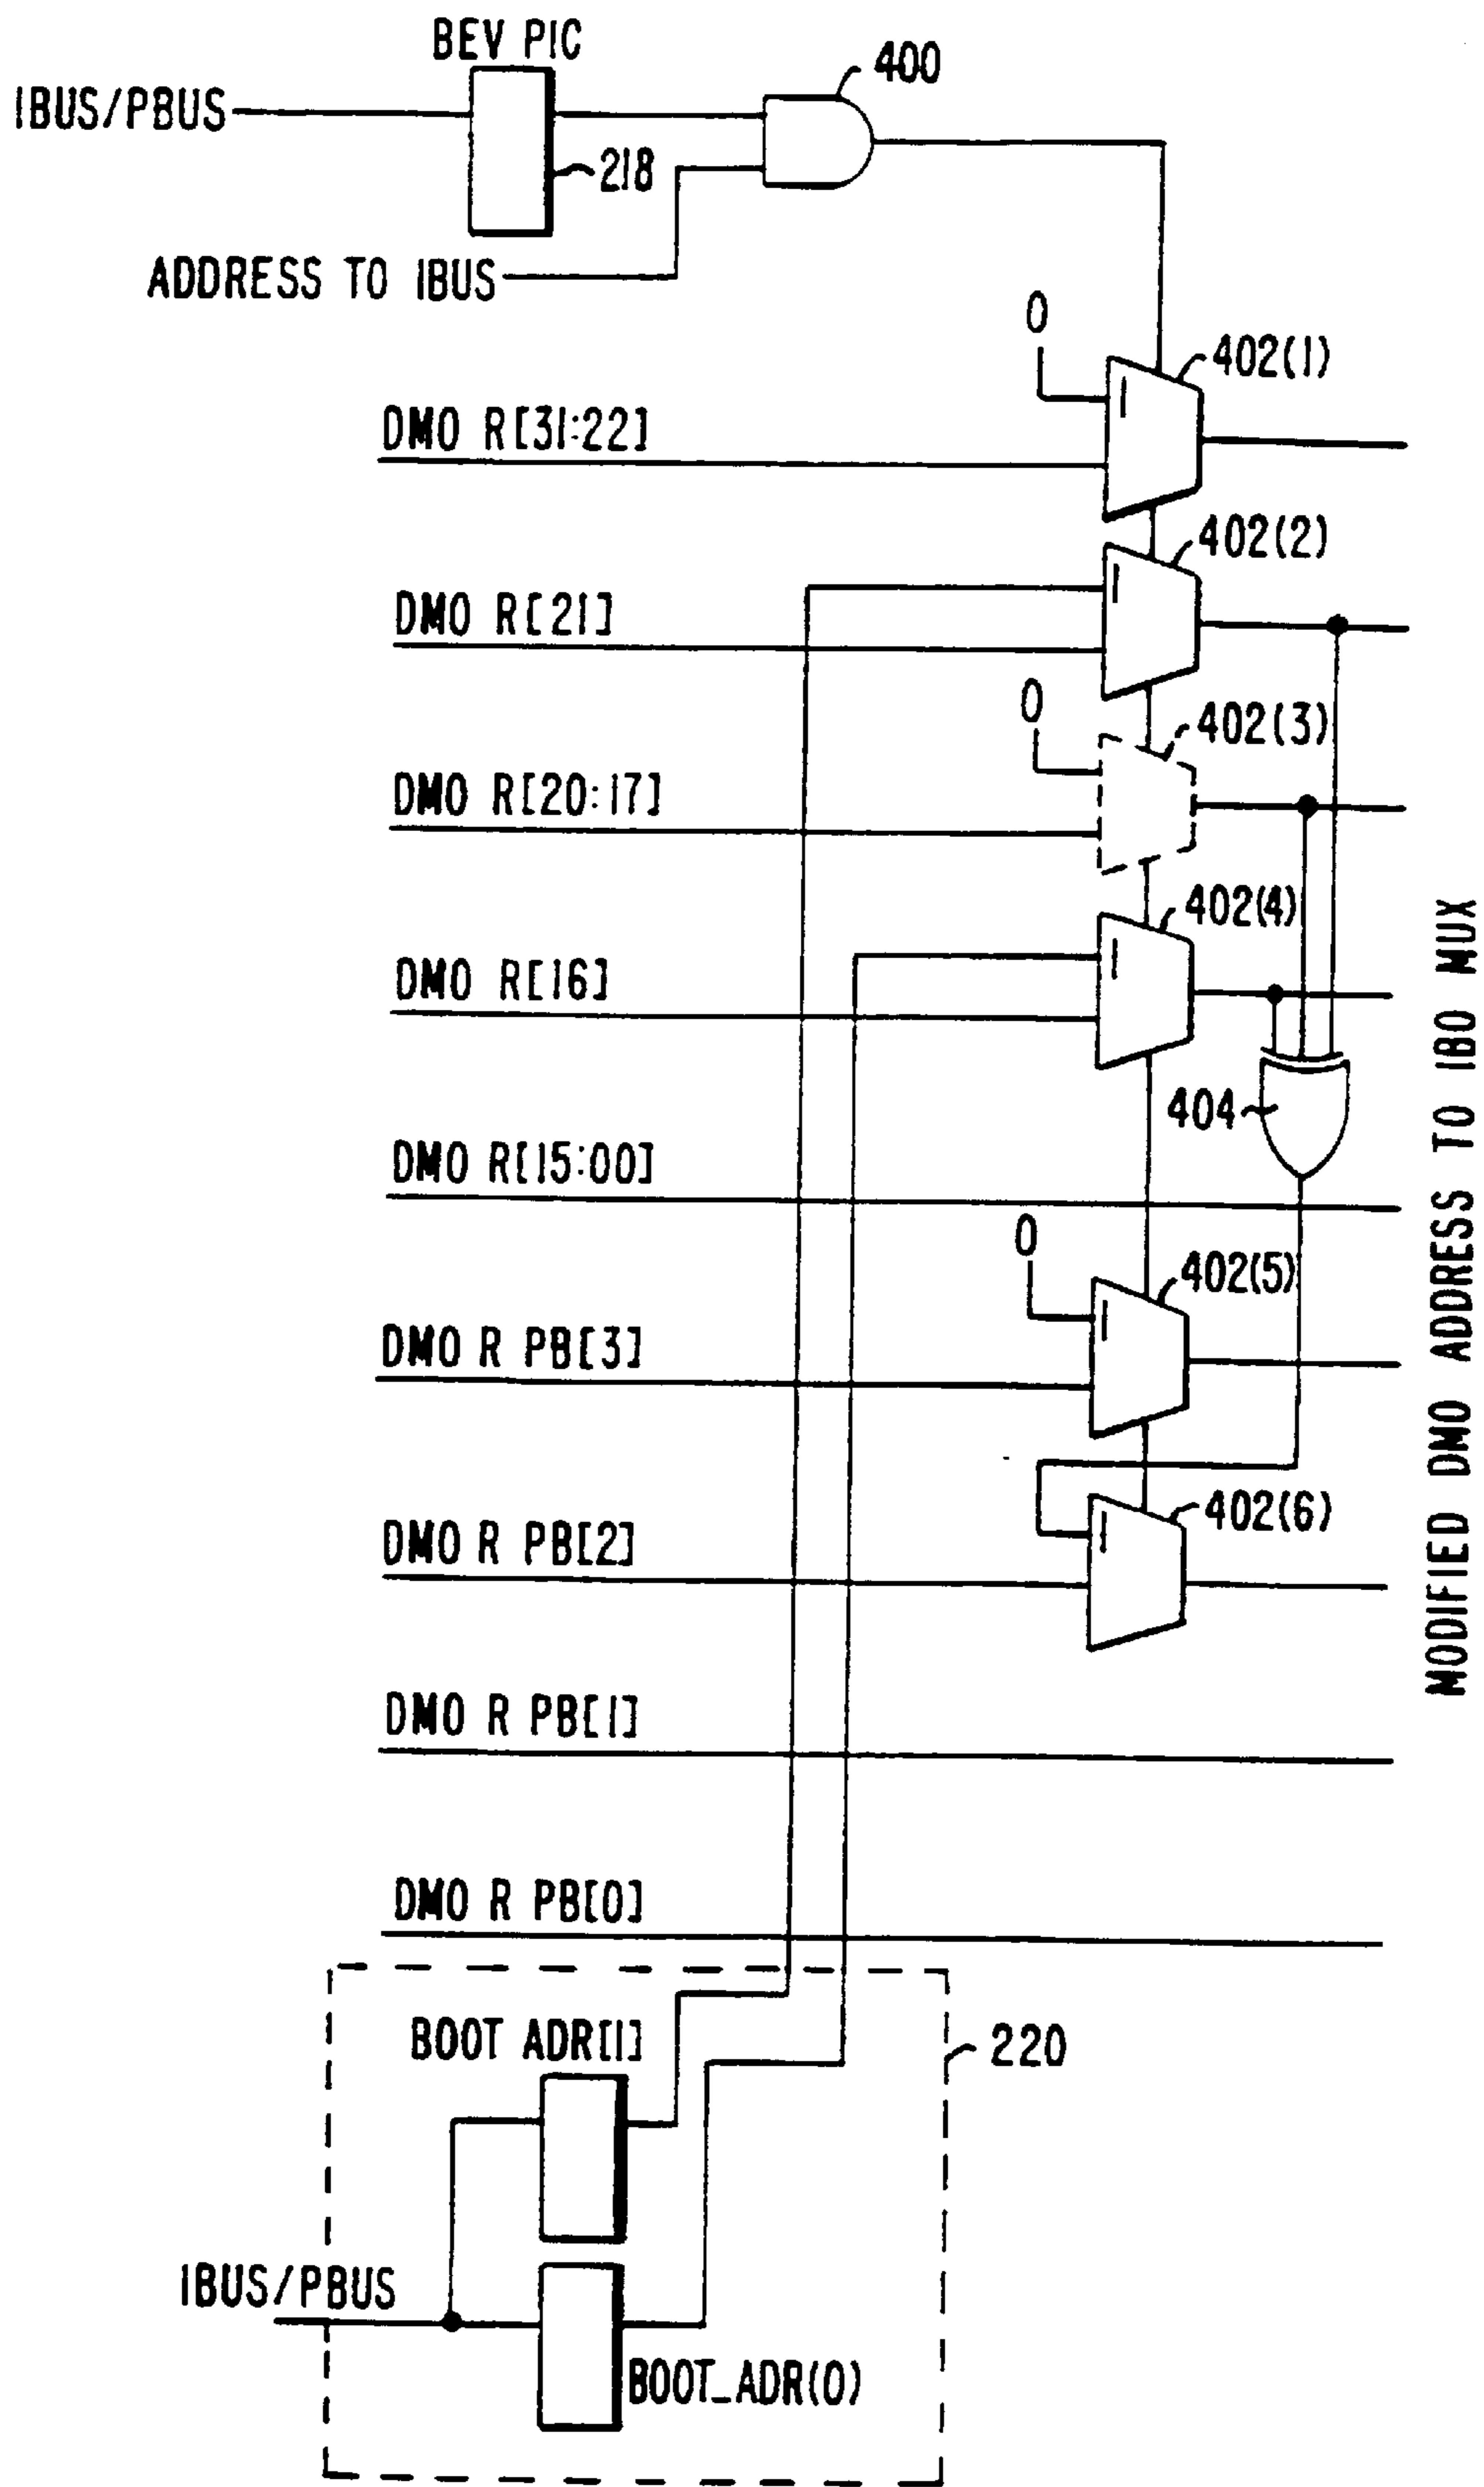 BEV PIC
400
IBUS/PBUS
218
ADDRESS TO IBUS
0
402(1)
DMO R[31:22]
402(2)
DMO R[21]
0
402(3)
DMO R[20:17]
402(4)
DMO R[16]
404
DMO R[15:00]
0
402(5)
DMO R PB[3]
402(6)
DMO R PB[2]
DMO R PB[1]
DMO R PB[0]
MODIFIED DMO ADDRESS TO IBO MUX
BOOT ADR[1]
220
IBUS/PBUS
BOOT_ADR(0)